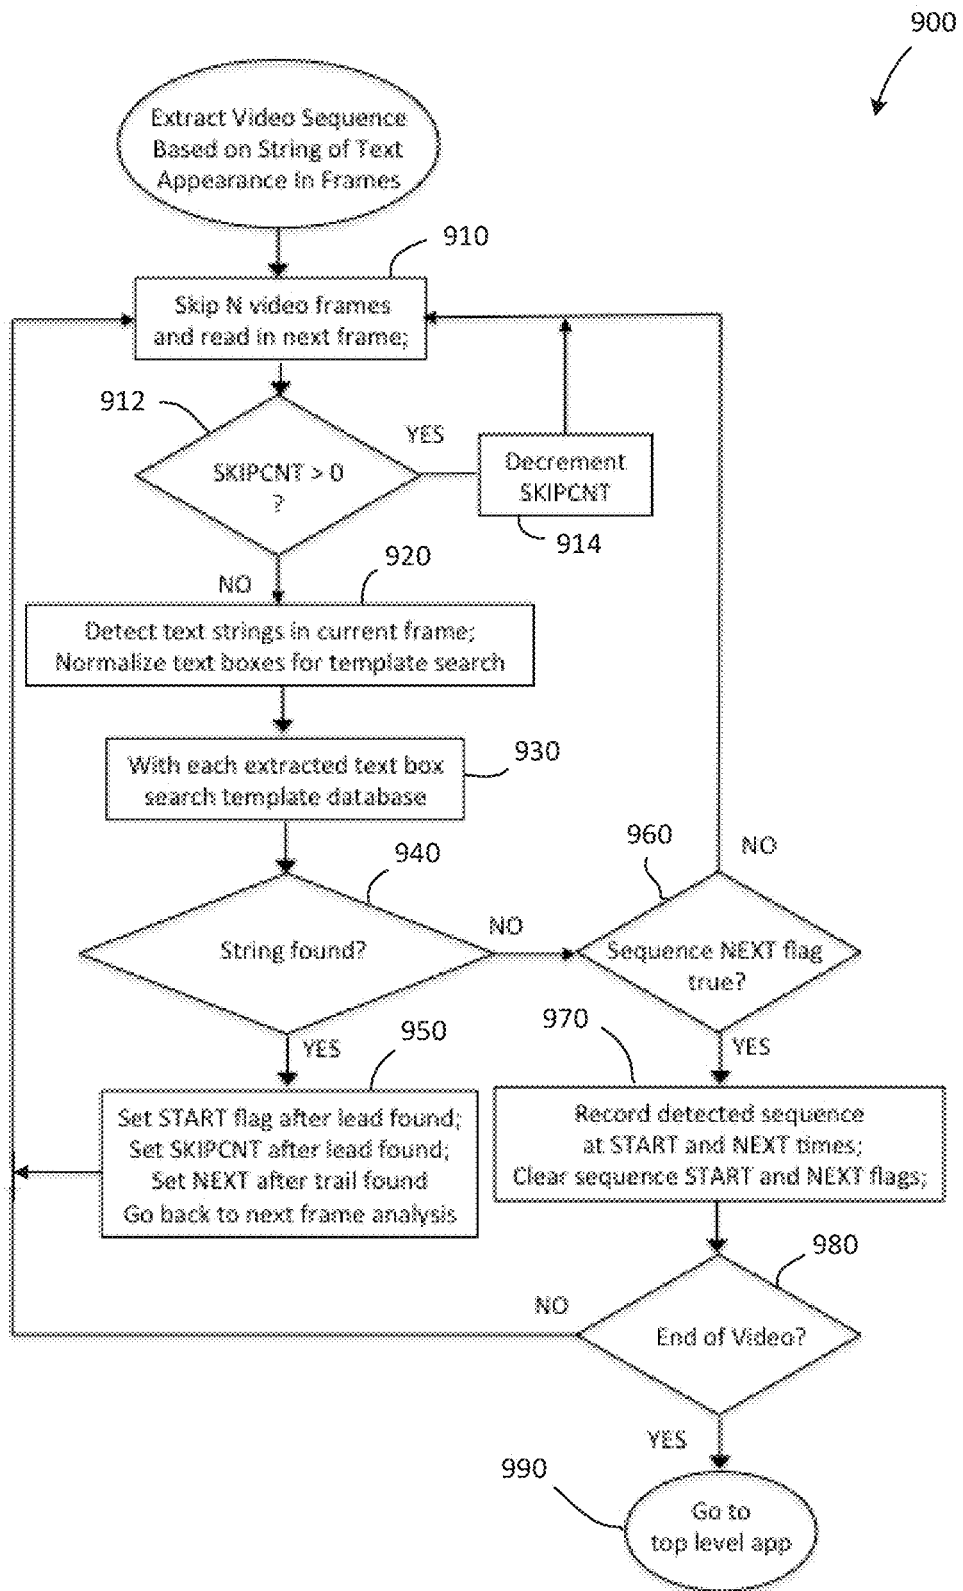 900
Extract Video Sequence
Based on String of Text
Appearance in Frames
910
Skip N video frames
and read in next frame;
912
SKIPCNT > 0
?
YES
Decrement
SKIPCNT
914
NO
920
Detect text strings in current frame;
Normalize text boxes for template search
930
With each extracted text box
search template database
940
String found?
NO
960
NO
Sequence NEXT flag
true?
YES
950
Set START flag after lead found;
Set SKIPCNT after lead found;
Set NEXT after trail found
Go back to next frame analysis
YES
970
Record detected sequence
at START and NEXT times;
Clear sequence START and NEXT flags;
980
NO
End of Video?
YES
990
Go to
top level app